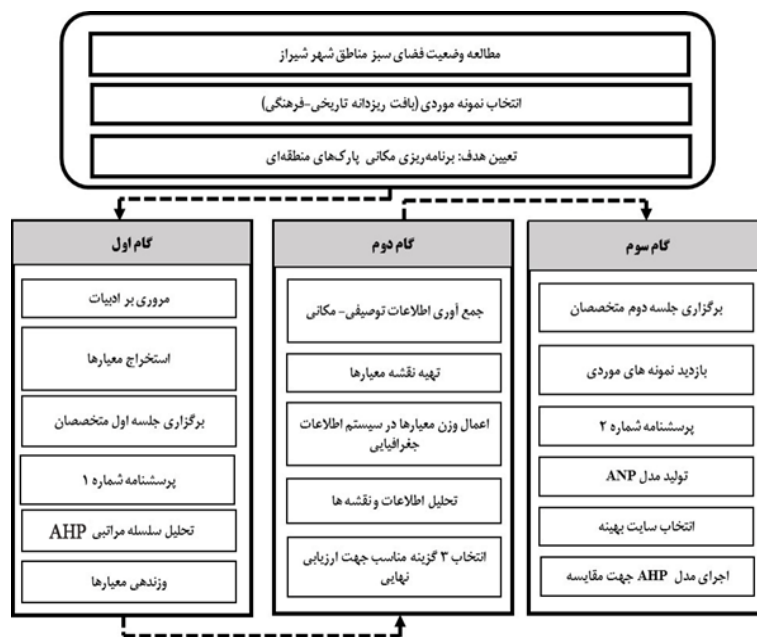 مطالعه وضعیت فضای سبز مناطق شهر شیراز
انتخاب نمونه موردی (بافت ریزدانه تاریخی-فرهنگی)
تعیین هدف: برنامه‌ریزی مکانی پارک‌های منطقه‌ای
گام اول
مروری بر ادبیات
استخراج معیارها
برگزاری جلسه اول متخصصان
پرسشنامه شماره ۱
تحلیل سلسله مراتبی AHP
وزندهی معیارها
گام دوم
جمع آوری اطلاعات توصیفی- مکانی
تهیه نقشه معیارها
اعمال وزن معیارها در سیستم اطلاعات
جغرافیایی
تحلیل اطلاعات و نقشه ها
انتخاب ۳ گزینه مناسب جهت ارزیابی
نهایی
گام سوم
برگزاری جلسه دوم متخصصان
بازدید نمونه های موردی
پرسشنامه شماره ۲
تولید مدل ANP
انتخاب سایت بهینه
اجرای مدل AHP جهت مقایسه